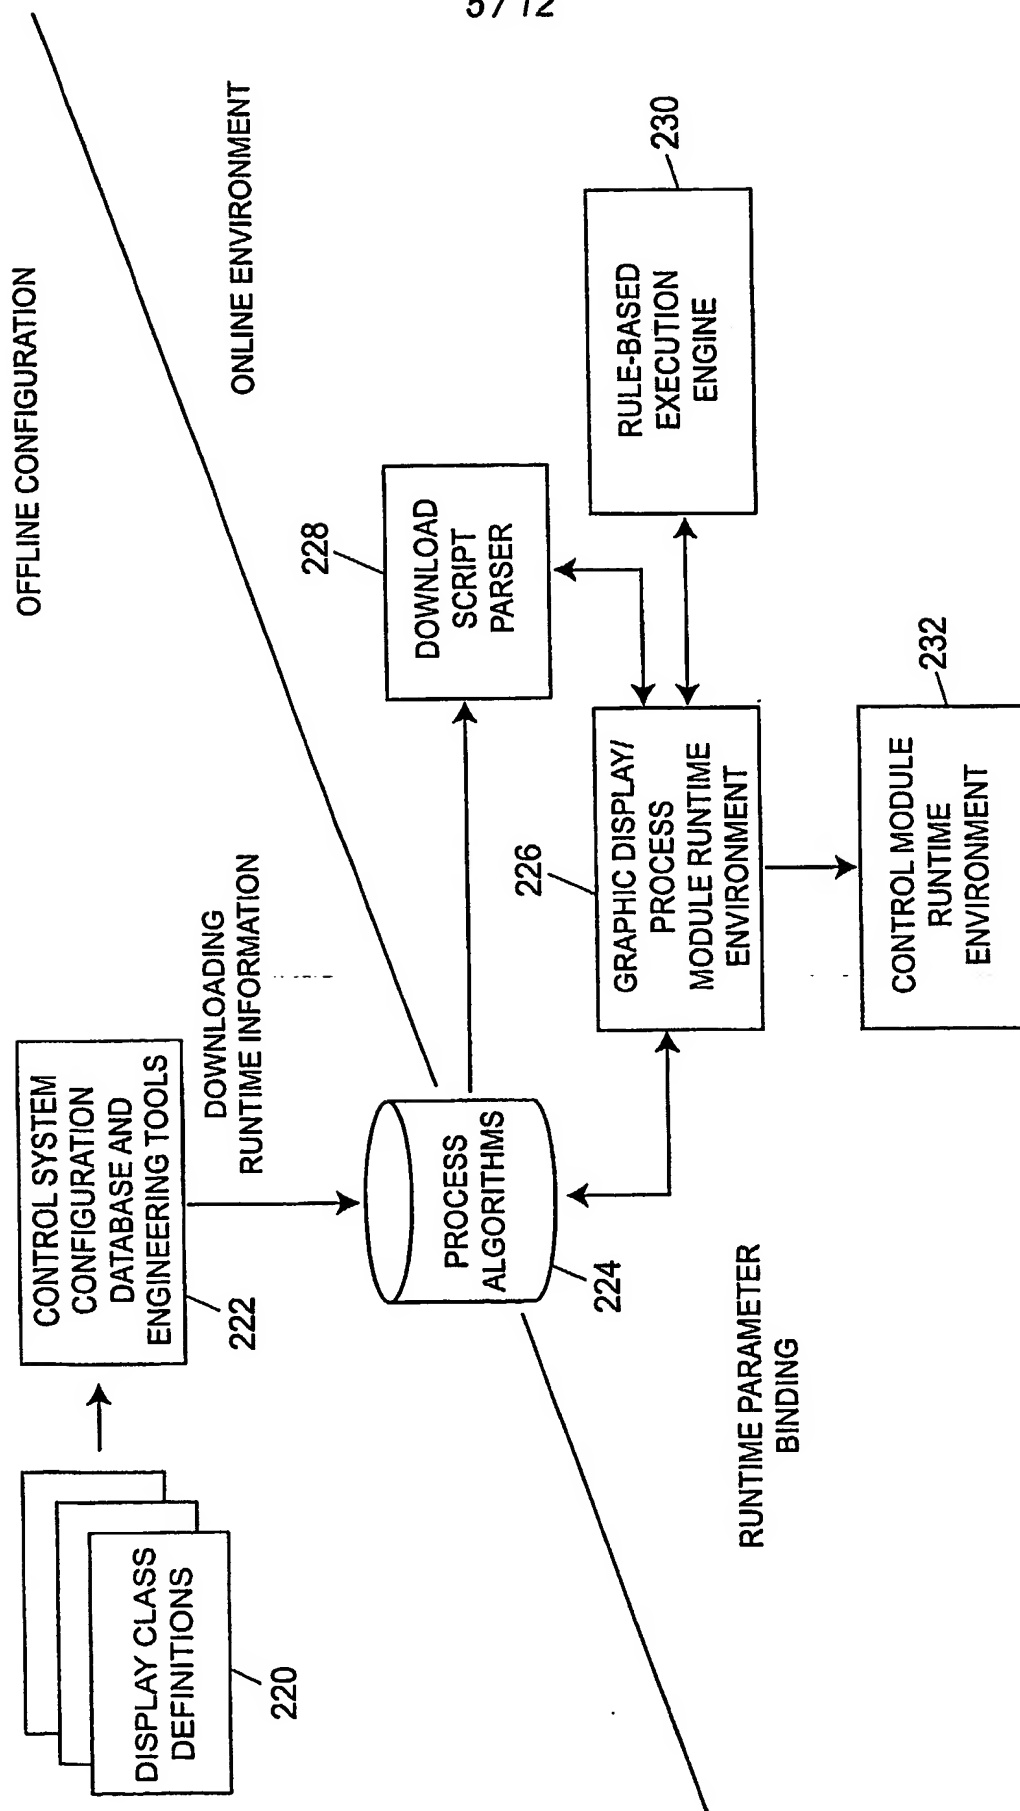 5 / 12
OFFLINE CONFIGURATION
ONLINE ENVIRONMENT
CONTROL SYSTEM
CONFIGURATION
DATABASE AND
ENGINEERING TOOLS
222
DISPLAY CLASS
DEFINITIONS
220
DOWNLOADING
RUNTIME INFORMATION
PROCESS
ALGORITHMS
224
DOWNLOAD
SCRIPT
PARSER
228
RULE-BASED
EXECUTION
ENGINE
230
GRAPHIC DISPLAY/
PROCESS
MODULE RUNTIME
ENVIRONMENT
226
CONTROL MODULE
RUNTIME
ENVIRONMENT
232
RUNTIME PARAMETER
BINDING